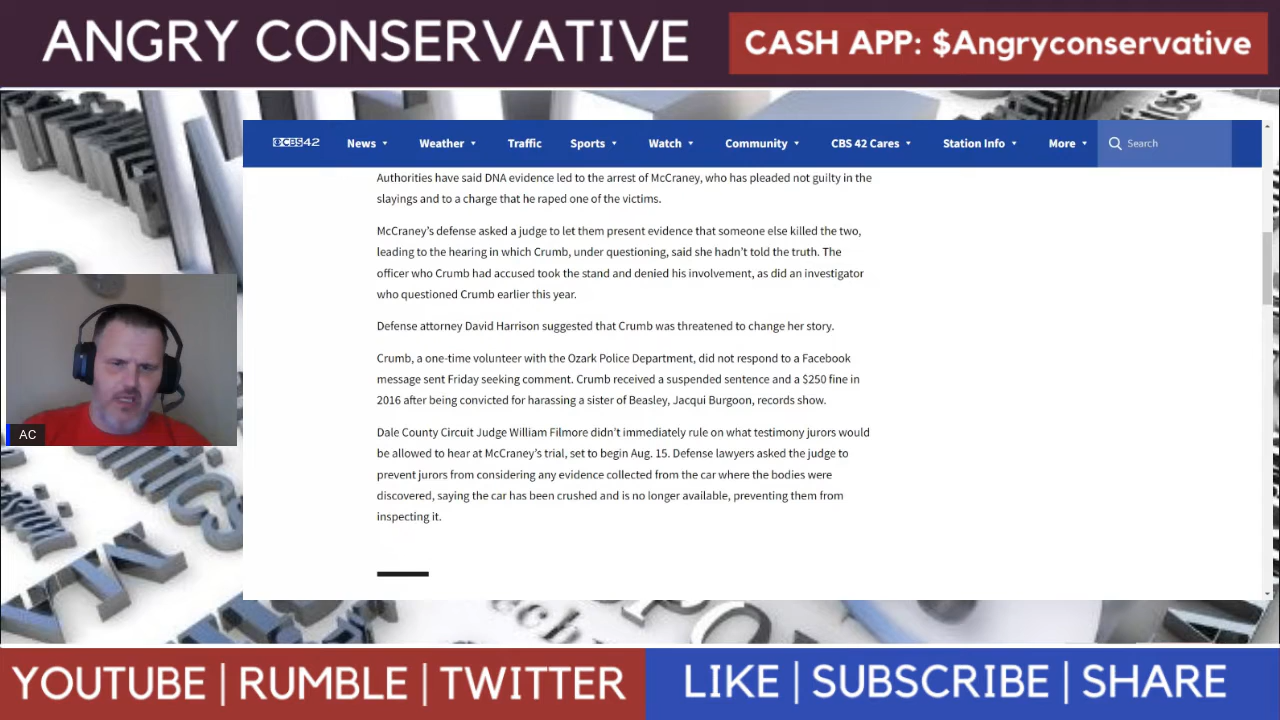 ANGRY CONSERVATIVE
CASH APP: $Angryconservative
CBS42 News Weather Traffic Sports Watch Community CBS 42 Cares Station Info More Search
Authorities have said DNA evidence led to the arrest of McCraney, who has pleaded not guilty in the
slayings and to a charge that he raped one of the victims.
McCraney’s defense asked a judge to let them present evidence that someone else killed the two,
leading to the hearing in which Crumb, under questioning, said she hadn’t told the truth. The
officer who Crumb had accused took the stand and denied his involvement, as did an investigator
who questioned Crumb earlier this year.
Defense attorney David Harrison suggested that Crumb was threatened to change her story.
Crumb, a one-time volunteer with the Ozark Police Department, did not respond to a Facebook
message sent Friday seeking comment. Crumb received a suspended sentence and a $250 fine in
2016 after being convicted for harassing a sister of Beasley, Jacqui Burgoon, records show.
Dale County Circuit Judge William Filmore didn’t immediately rule on what testimony jurors would
be allowed to hear at McCraney’s trial, set to begin Aug. 15. Defense lawyers asked the judge to
prevent jurors from considering any evidence collected from the car where the bodies were
discovered, saying the car has been crushed and is no longer available, preventing them from
inspecting it.
AC
YOUTUBE | RUMBLE | TWITTER
LIKE | SUBSCRIBE | SHARE